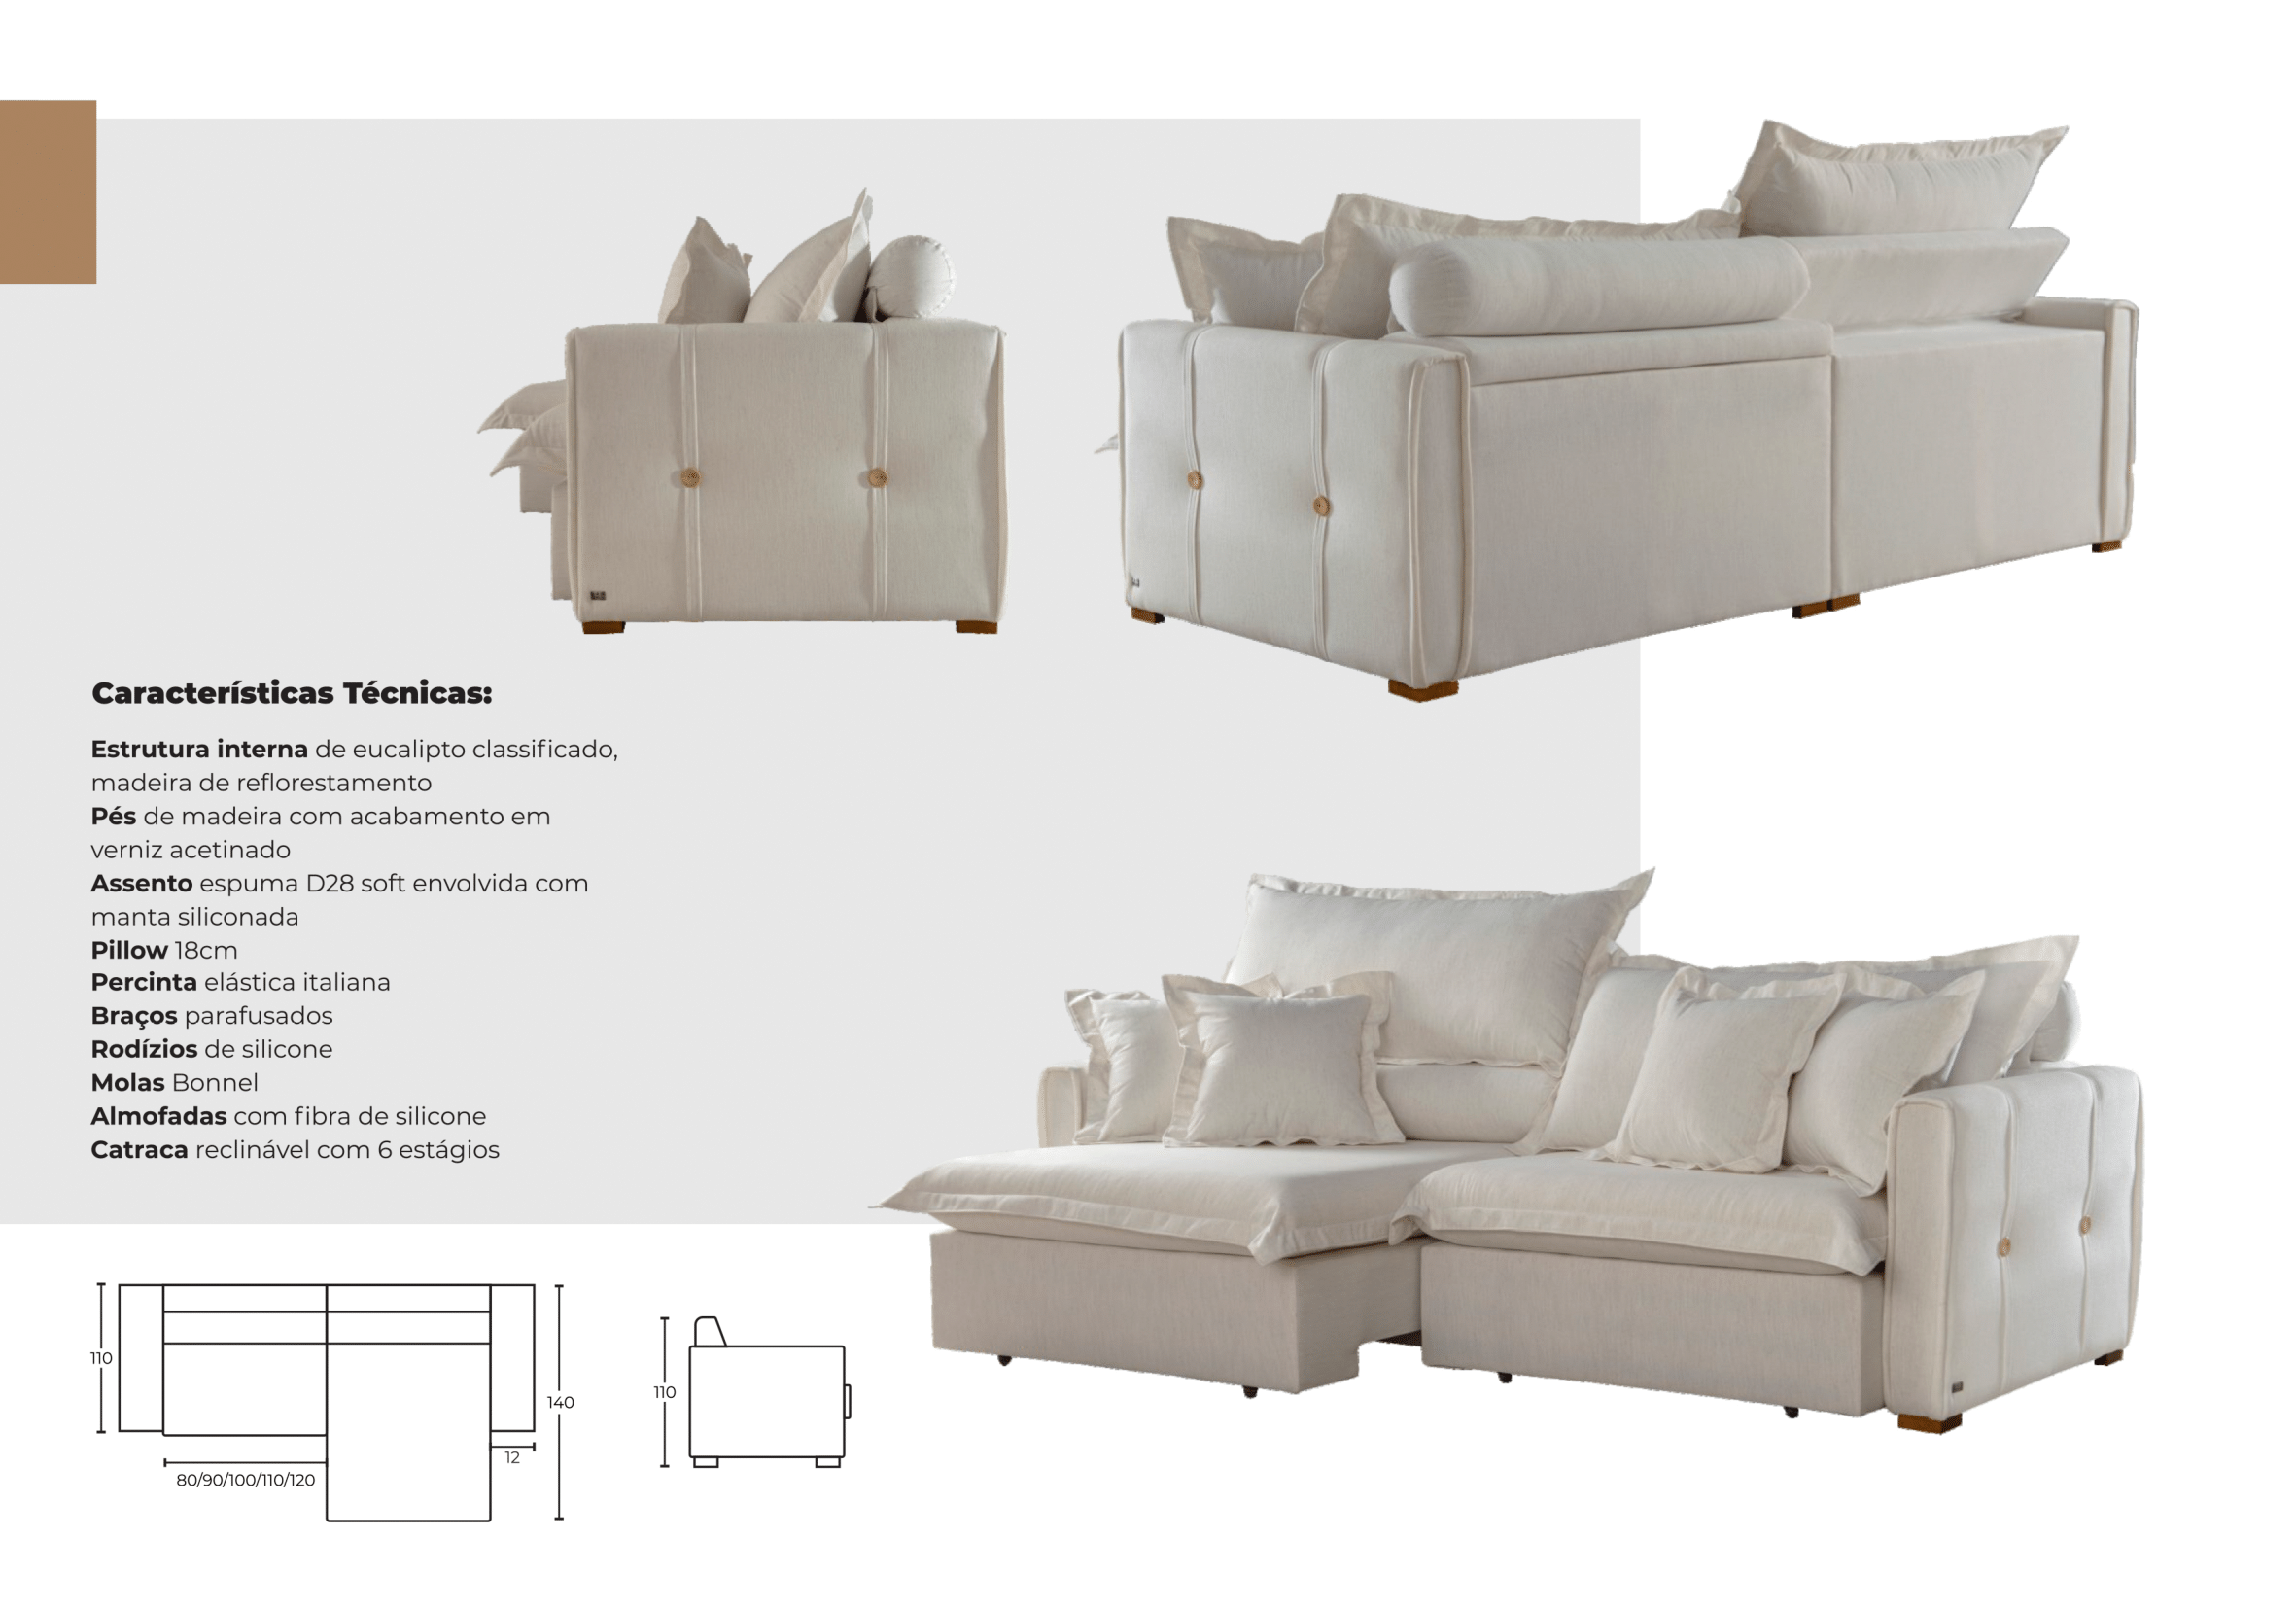 Características Técnicas:
Estrutura interna de eucalipto classificado,
madeira de reflorestamento
Pés de madeira com acabamento em
verniz acetinado
Assento espuma D28 soft envolvida com
manta siliconada
Pillow 18cm
Percinta elástica italiana
Braços parafusados
Rodízios de silicone
Molas Bonnel
Almofadas com fibra de silicone
Catraca reclinável com 6 estágios
110
140
12
80/90/100/110/120
110